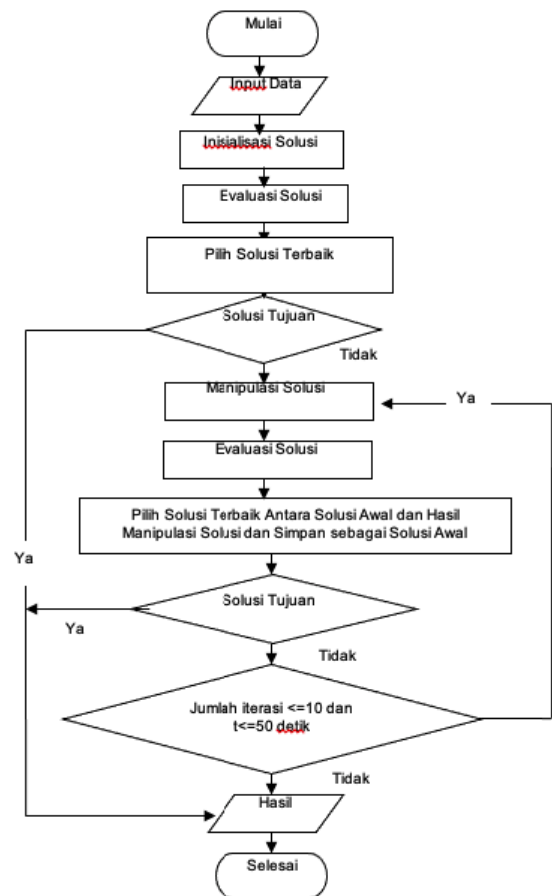 Mulai
Input Data
Inisialisasi Solusi
Evaluasi Solusi
Pilih Solusi Terbaik
Solusi Tujuan
Tidak
Manipulasi Solusi
Ya
Evaluasi Solusi
Pilih Solusi Terbaik Antara Solusi Awal dan Hasil
Manipulasi Solusi dan Simpan sebagai Solusi Awal
Ya
Solusi Tujuan
Ya
Tidak
Jumlah iterasi <=10 dan
t<=50 detik
Tidak
Hasil
Selesai